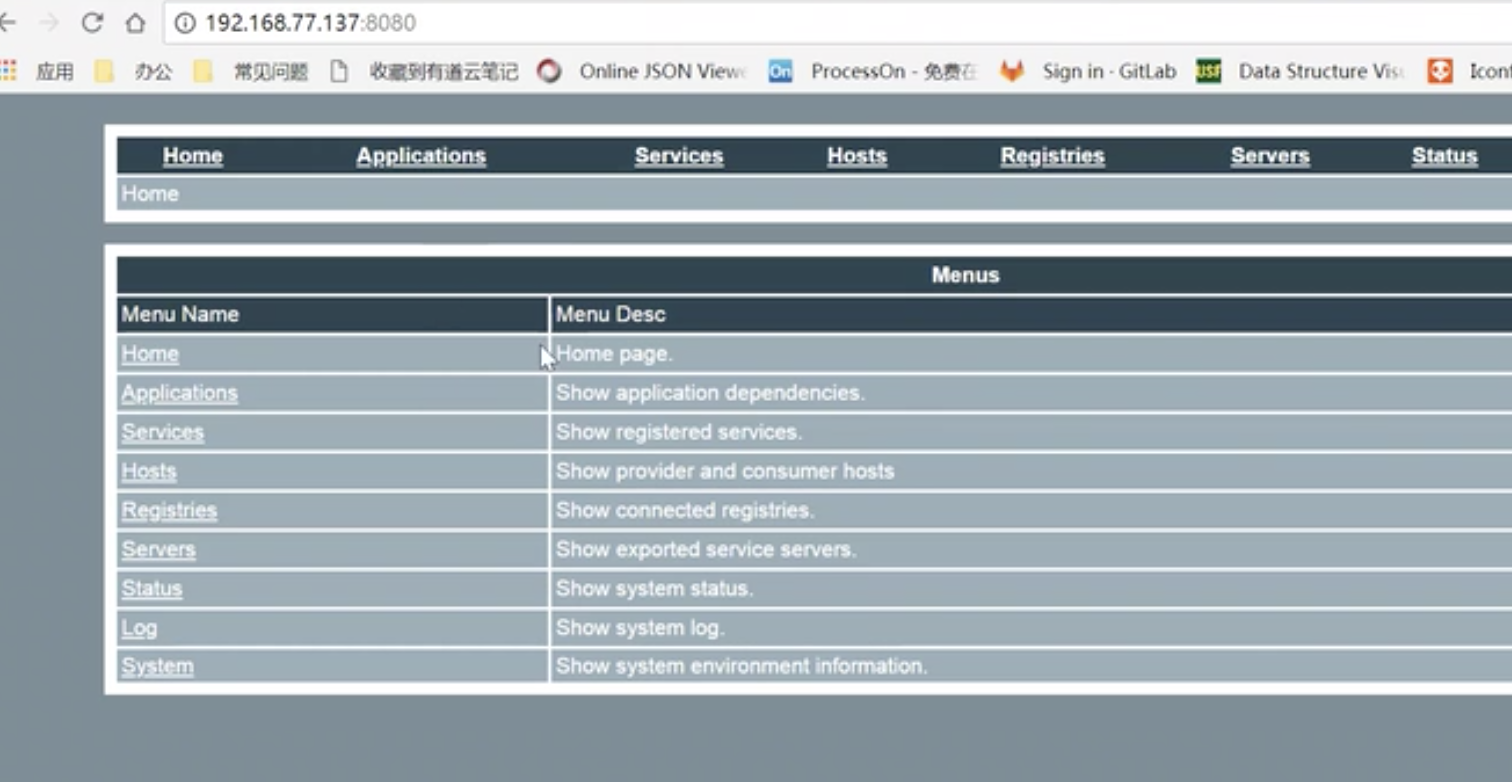 192.168.77.137:8080
应用 办公 常见问题 收藏到有道云笔记 Online JSON View ProcessOn - 免费在 Sign in · GitLab Data Structure Vis Icon
Home Applications Services Hosts Registries Servers Status
Home
Menus
Menu Name Menu Desc
Home Home page.
Applications Show application dependencies.
Services Show registered services.
Hosts Show provider and consumer hosts
Registries Show connected registries.
Servers Show exported service servers.
Status Show system status.
Log Show system log.
System Show system environment information.